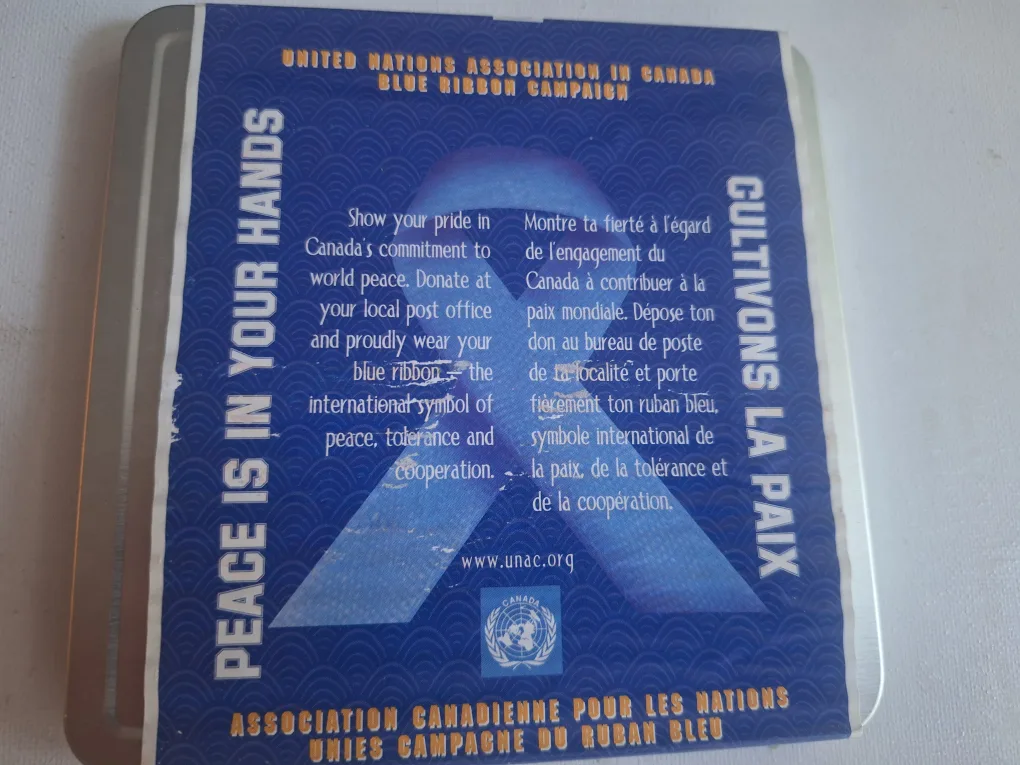 UNITED NATIONS ASSOCIATION IN CANADA
BLUE RIBBON CAMPAIGN
PEACE IS IN YOUR HANDS
Show your pride in
Canada's commitment to
world peace. Donate at
your local post office
and proudly wear your
blue ribbon – the
international symbol of
peace, tolerance and
cooperation.
Montre ta fierté à l'égard
de l'engagement du
Canada à contribuer à la
paix mondiale. Dépose ton
don au bureau de poste
de ta localité et porte
fièrement ton ruban bleu,
symbole international de
la paix, de la tolérance et
de la coopération.
CULTIVONS LA PAIX
www.unac.org
CANADA
ASSOCIATION CANADIENNE POUR LES NATIONS
UNIES CAMPAGNE DU RUBAN BLEU